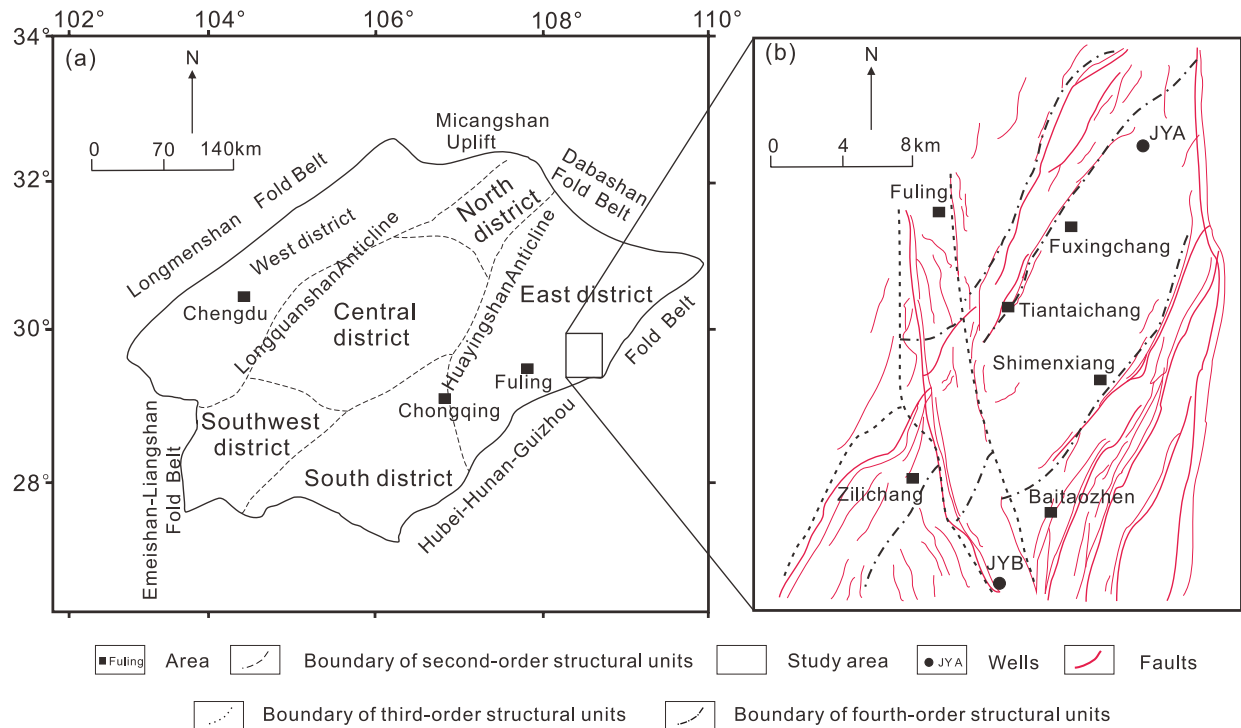 102°
104°
106°
108°
110°
34°
32°
30°
28°
(a)
N
0 70 140km
Micangshan
Uplift
Dabashan
Fold Belt
Longmenshan Fold Belt
West district
North
district
LongquanshanAnticline
HuayingshanAnticline
Chengdu
Central
district
East district
Fold Belt
Fuling
Chongqing
Southwest
district
South district
Hubei-Hunan-Guizhou
Emeishan-Liangshan
Fold Belt
(b)
N
0 4 8km
JYA
Fuling
Fuxingchang
Tiantaichang
Shimenxiang
Zilichang
Baitaozhen
JYB
Fuling Area
Boundary of second-order structural units
Study area
JYA Wells
Faults
Boundary of third-order structural units
Boundary of fourth-order structural units